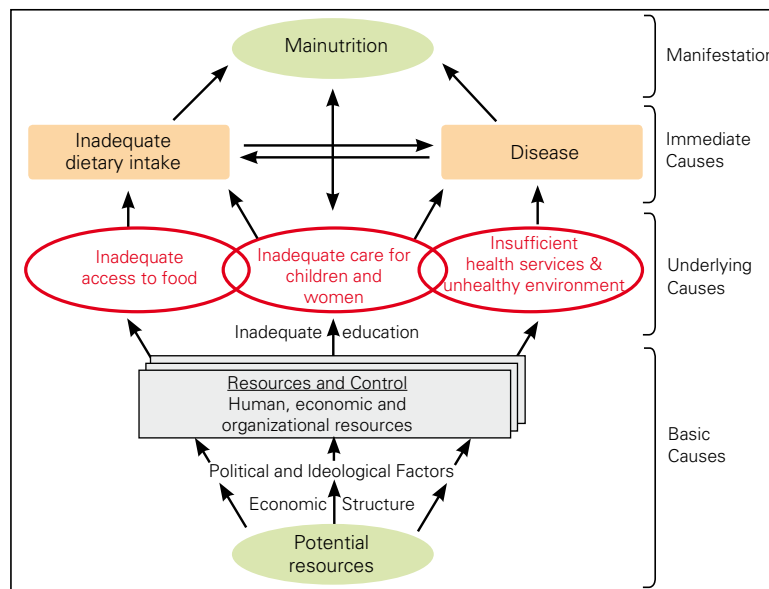 Mainutrition
Manifestation
Inadequate
dietary intake
Disease
Immediate
Causes
Inadequate
access to food
Inadequate care for
children and
women
Insufficient
health services &
unhealthy environment
Underlying
Causes
Inadequate education
Resources and Control
Human, economic and
organizational resources
Political and Ideological Factors
Economic Structure
Basic
Causes
Potential
resources